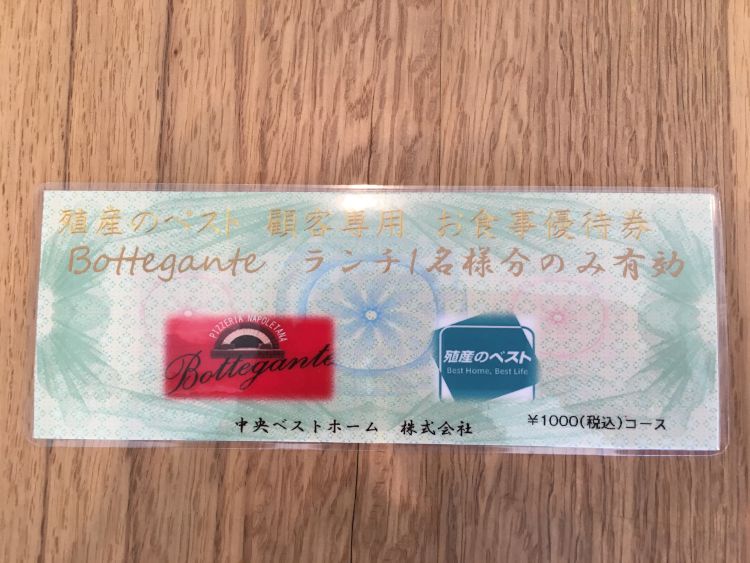 殖産のベスト 顧客専用 お食事優待券
Bottegante ランチ1名様分のみ有効
PIZZERIA NAPOLETANA
Bottegante
殖産のベスト
Best Home, Best Life
中央ベストホーム 株式会社
¥1000(税込)コース